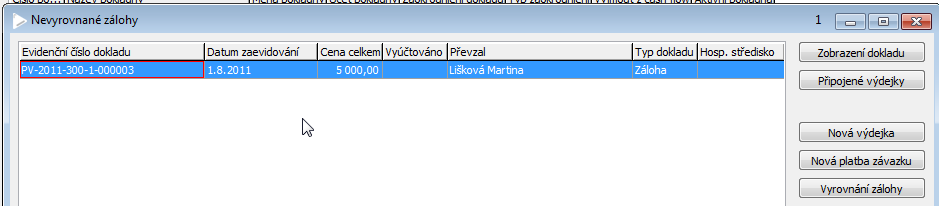 Nevyrovnané zálohy 1
Evidenční číslo dokladu Datum zaevidování Cena celkem Vyúčtováno Převzal Typ dokladu Hosp. středisko
PV-2011-300-1-000003 1.8.2011 5 000,00 Lišková Martina Záloha
Zobrazení dokladu
Připojené výdejky
Nová výdejka
Nová platba závazku
Vyrovnání zálohy